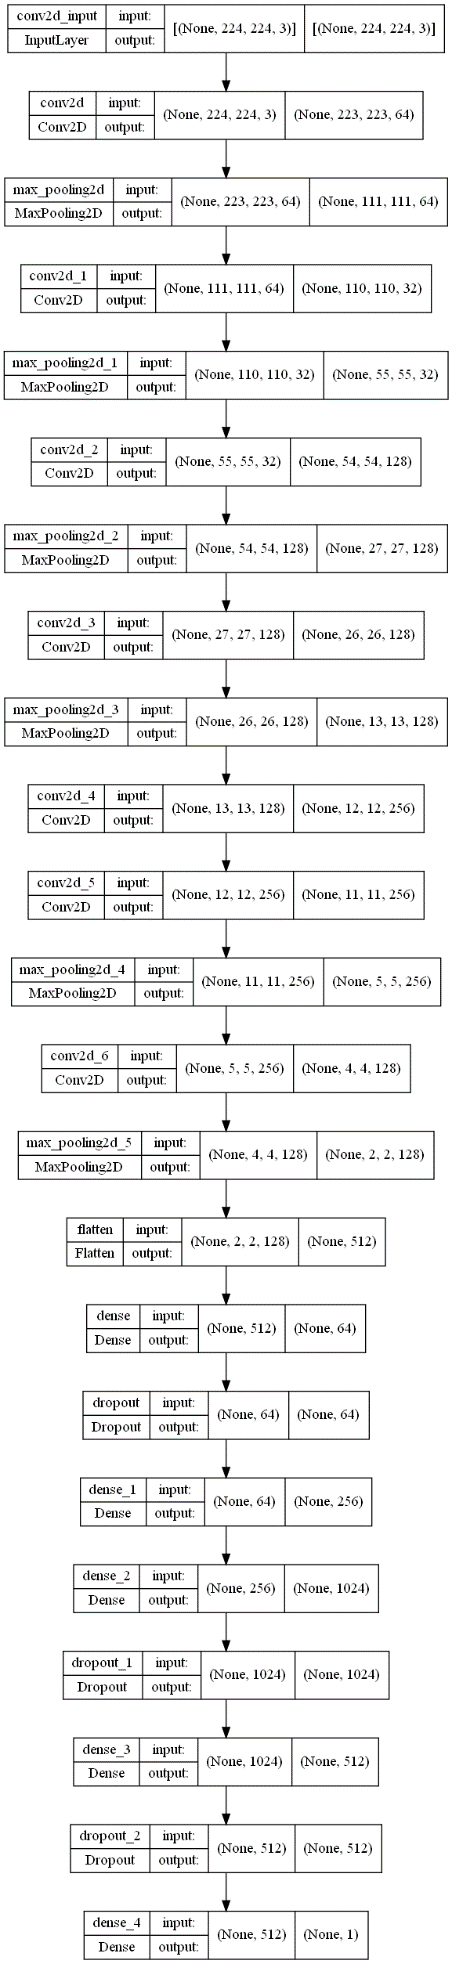 conv2d_input input: [(None, 224, 224, 3)] [(None, 224, 224, 3)]
InputLayer output:
conv2d input: (None, 224, 224, 3) (None, 223, 223, 64)
Conv2D output:
max_pooling2d input: (None, 223, 223, 64) (None, 111, 111, 64)
MaxPooling2D output:
conv2d_1 input: (None, 111, 111, 64) (None, 110, 110, 32)
Conv2D output:
max_pooling2d_1 input: (None, 110, 110, 32) (None, 55, 55, 32)
MaxPooling2D output:
conv2d_2 input: (None, 55, 55, 32) (None, 54, 54, 128)
Conv2D output:
max_pooling2d_2 input: (None, 54, 54, 128) (None, 27, 27, 128)
MaxPooling2D output:
conv2d_3 input: (None, 27, 27, 128) (None, 26, 26, 128)
Conv2D output:
max_pooling2d_3 input: (None, 26, 26, 128) (None, 13, 13, 128)
MaxPooling2D output:
conv2d_4 input: (None, 13, 13, 128) (None, 12, 12, 256)
Conv2D output:
conv2d_5 input: (None, 12, 12, 256) (None, 11, 11, 256)
Conv2D output:
max_pooling2d_4 input: (None, 11, 11, 256) (None, 5, 5, 256)
MaxPooling2D output:
conv2d_6 input: (None, 5, 5, 256) (None, 4, 4, 128)
Conv2D output:
max_pooling2d_5 input: (None, 4, 4, 128) (None, 2, 2, 128)
MaxPooling2D output:
flatten input: (None, 2, 2, 128) (None, 512)
Flatten output:
dense input: (None, 512) (None, 64)
Dense output:
dropout input: (None, 64) (None, 64)
Dropout output:
dense_1 input: (None, 64) (None, 256)
Dense output:
dense_2 input: (None, 256) (None, 1024)
Dense output:
dropout_1 input: (None, 1024) (None, 1024)
Dropout output:
dense_3 input: (None, 1024) (None, 512)
Dense output:
dropout_2 input: (None, 512) (None, 512)
Dropout output:
dense_4 input: (None, 512) (None, 1)
Dense output: